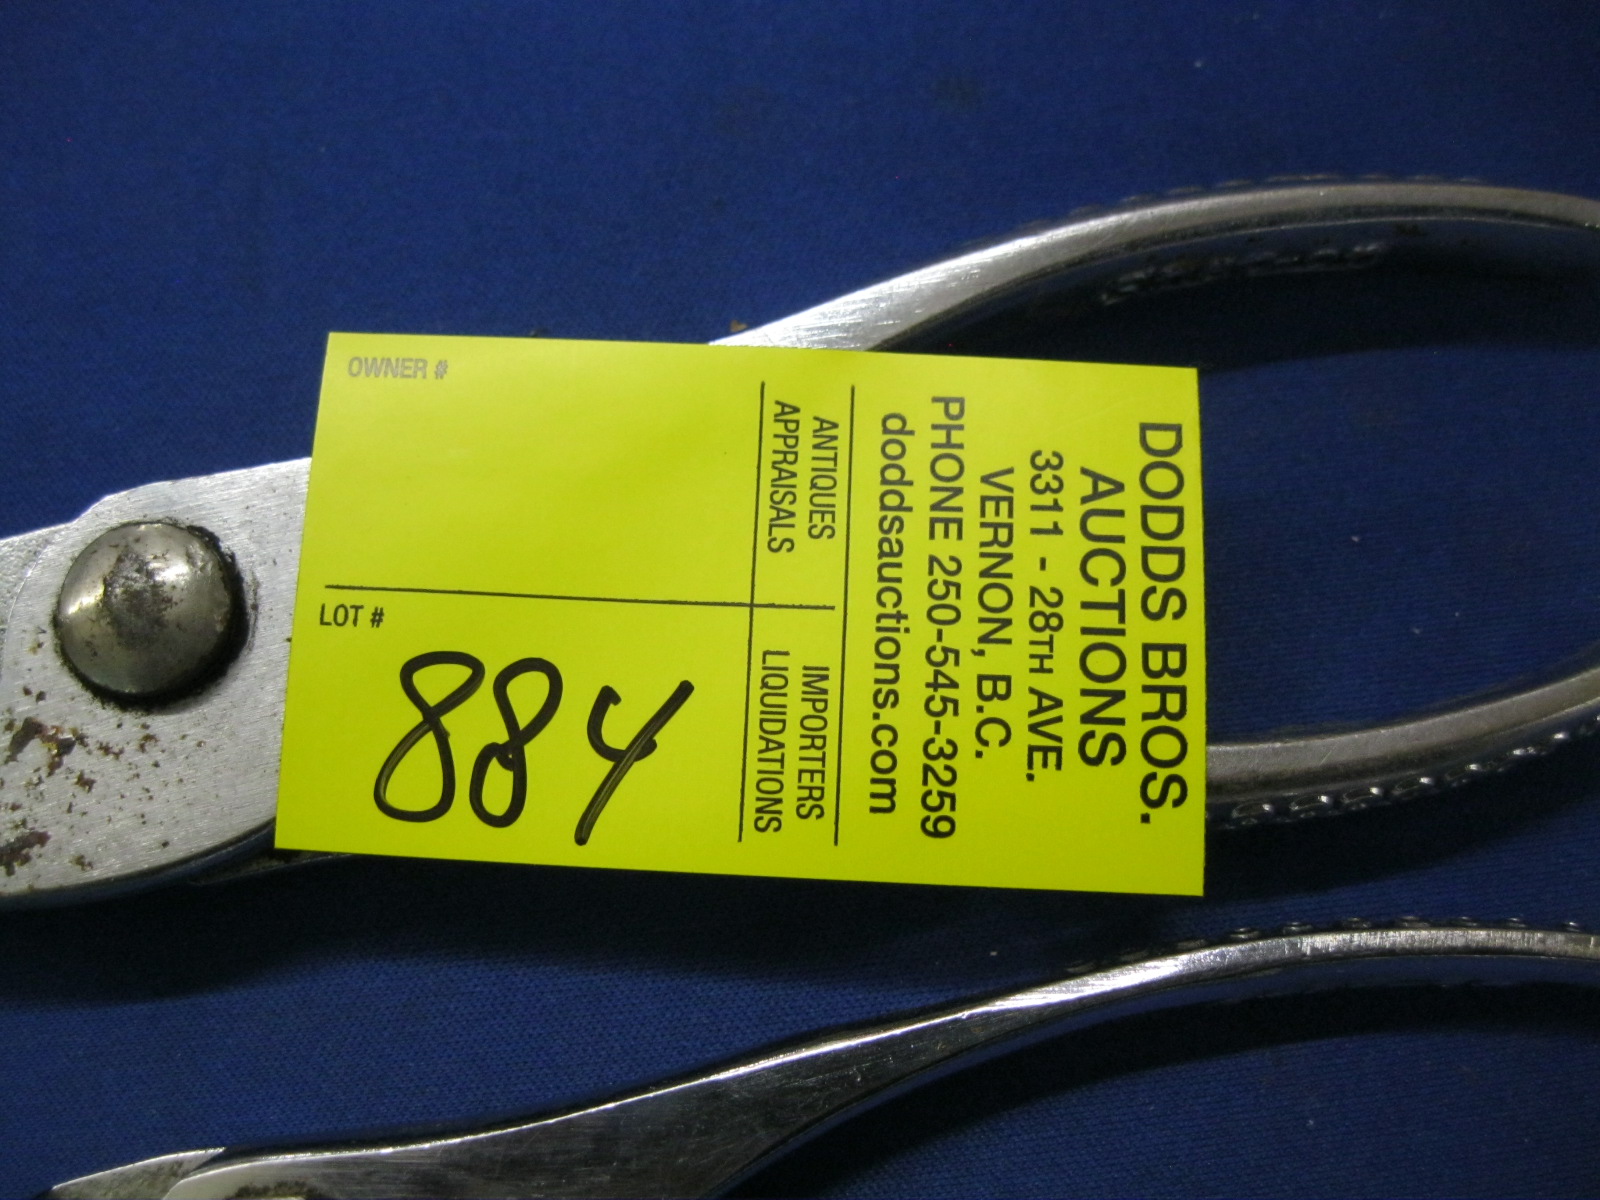 DODDS BROS.
AUCTIONS
3311 - 28TH AVE.
VERNON, B.C.
PHONE 250-545-3259
doddsauctions.com
ANTIQUES
APPRAISALS
IMPORTERS
LIQUIDATIONS
OWNER #
LOT #
884